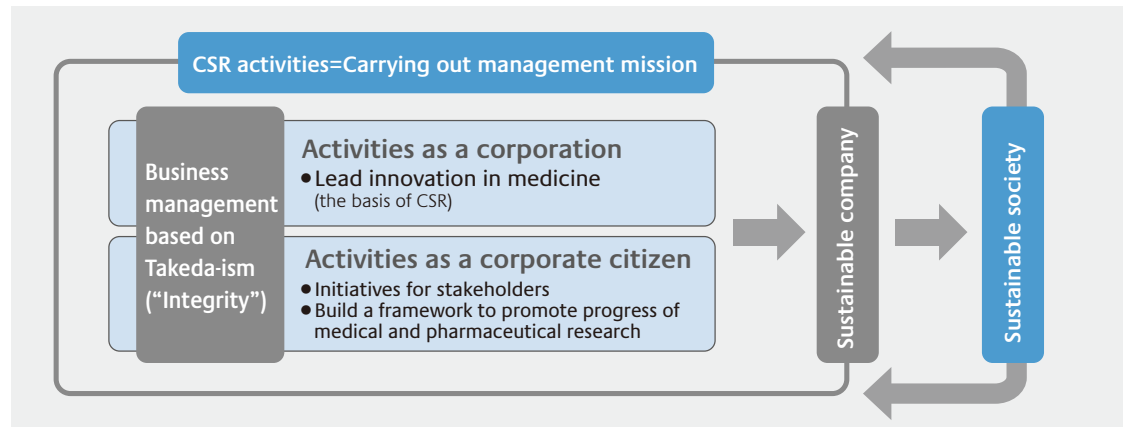 CSR activities=Carrying out management mission
Business
management
based on
Takeda-ism
(“Integrity”)
Activities as a corporation
●Lead innovation in medicine
(the basis of CSR)
Activities as a corporate citizen
●Initiatives for stakeholders
●Build a framework to promote progress of
medical and pharmaceutical research
Sustainable company
Sustainable society